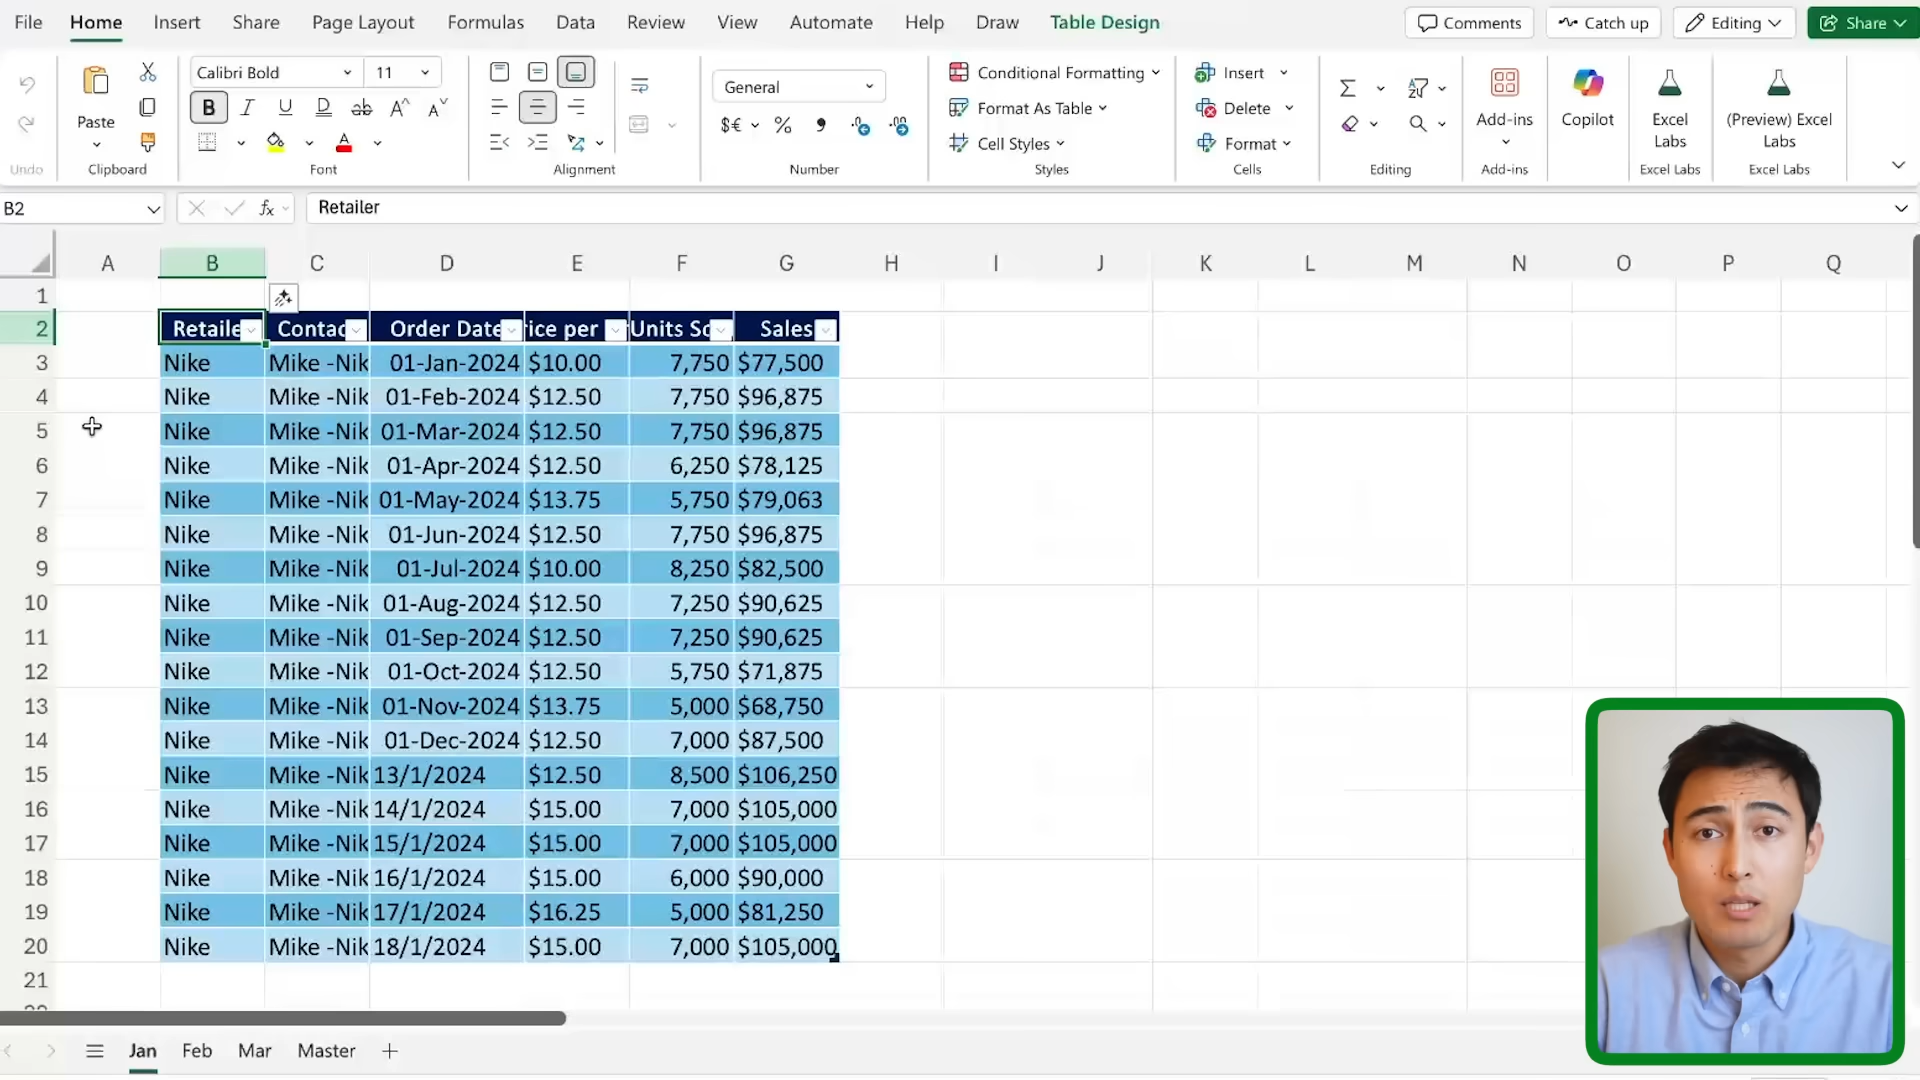 File Home Insert Share Page Layout Formulas Data Review View Automate Help Draw Table Design Comments Catch up Editing Share
Calibri Bold 11 General Conditional Formatting Insert
Paste B I U D ab A^ A˅ $€ % 9 Format As Table Delete Add-ins Copilot Excel Labs (Preview) Excel Labs
Cell Styles Format
Undo Clipboard Font Alignment Number Styles Cells Editing Add-ins Excel Labs Excel Labs
B2 fx Retailer
A B C D E F G H I J K L M N O P Q
1
2 Retaile Contac Order Date rice per Units So Sales
3 Nike Mike -Nik 01-Jan-2024 $10.00 7,750 $77,500
4 Nike Mike -Nik 01-Feb-2024 $12.50 7,750 $96,875
5 Nike Mike -Nik 01-Mar-2024 $12.50 7,750 $96,875
6 Nike Mike -Nik 01-Apr-2024 $12.50 6,250 $78,125
7 Nike Mike -Nik 01-May-2024 $13.75 5,750 $79,063
8 Nike Mike -Nik 01-Jun-2024 $12.50 7,750 $96,875
9 Nike Mike -Nik 01-Jul-2024 $10.00 8,250 $82,500
10 Nike Mike -Nik 01-Aug-2024 $12.50 7,250 $90,625
11 Nike Mike -Nik 01-Sep-2024 $12.50 7,250 $90,625
12 Nike Mike -Nik 01-Oct-2024 $12.50 5,750 $71,875
13 Nike Mike -Nik 01-Nov-2024 $13.75 5,000 $68,750
14 Nike Mike -Nik 01-Dec-2024 $12.50 7,000 $87,500
15 Nike Mike -Nik 13/1/2024 $12.50 8,500 $106,250
16 Nike Mike -Nik 14/1/2024 $15.00 7,000 $105,000
17 Nike Mike -Nik 15/1/2024 $15.00 7,000 $105,000
18 Nike Mike -Nik 16/1/2024 $15.00 6,000 $90,000
19 Nike Mike -Nik 17/1/2024 $16.25 5,000 $81,250
20 Nike Mike -Nik 18/1/2024 $15.00 7,000 $105,000
21
Jan Feb Mar Master